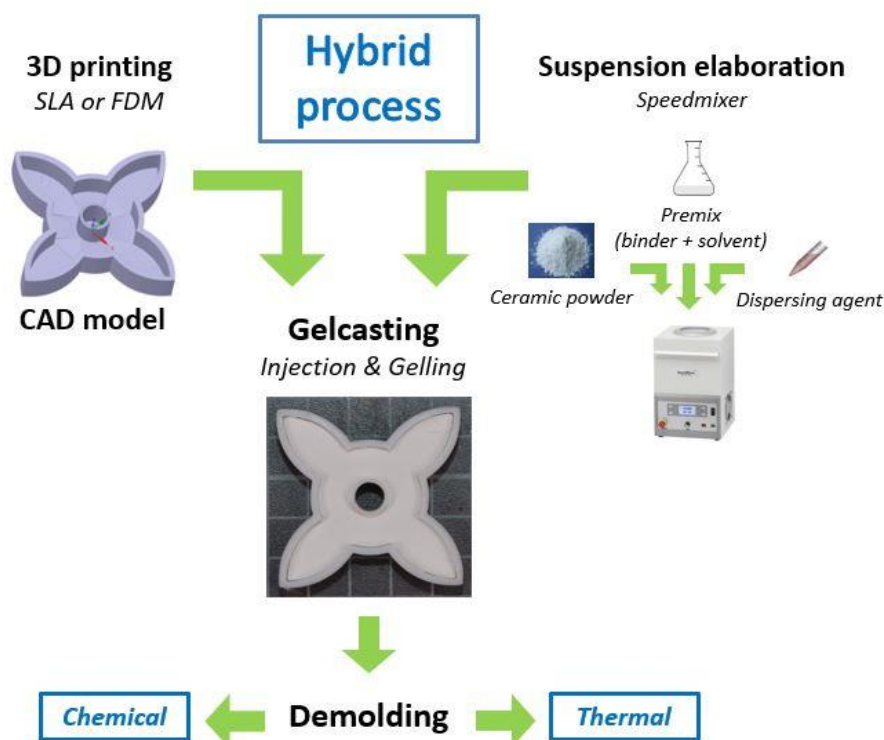 Hybrid
process
3D printing
SLA or FDM
CAD model
Suspension elaboration
Speedmixer
Premix
(binder + solvent)
Ceramic powder
Dispersing agent
Gelcasting
Injection & Gelling
Chemical
Demolding
Thermal